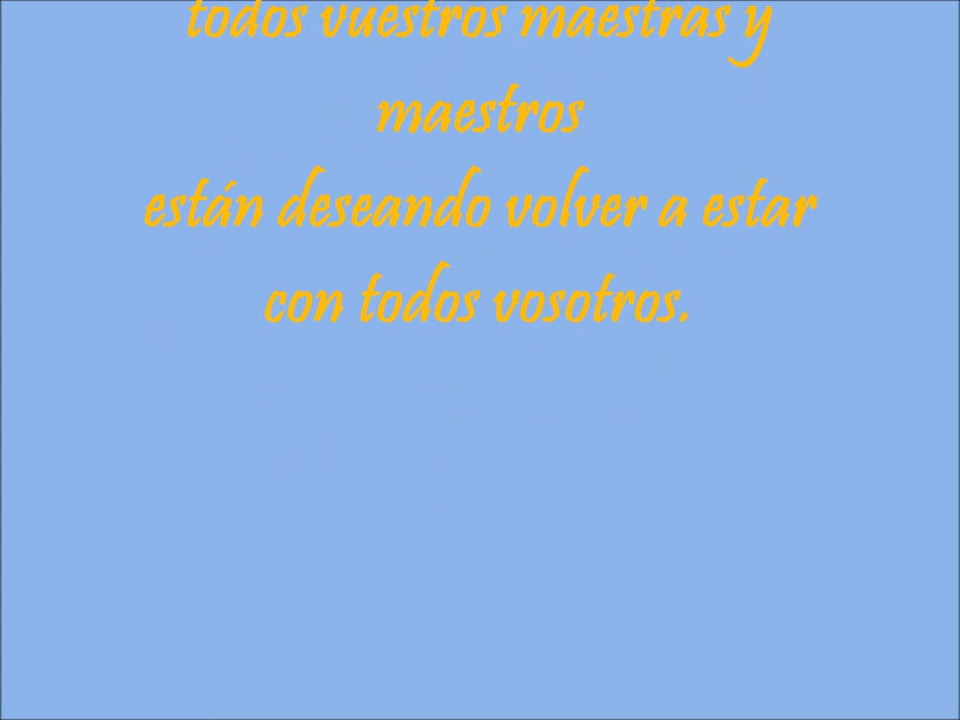 todos vuestros maestras y
maestros
están deseando volver a estar
con todos vosotros.